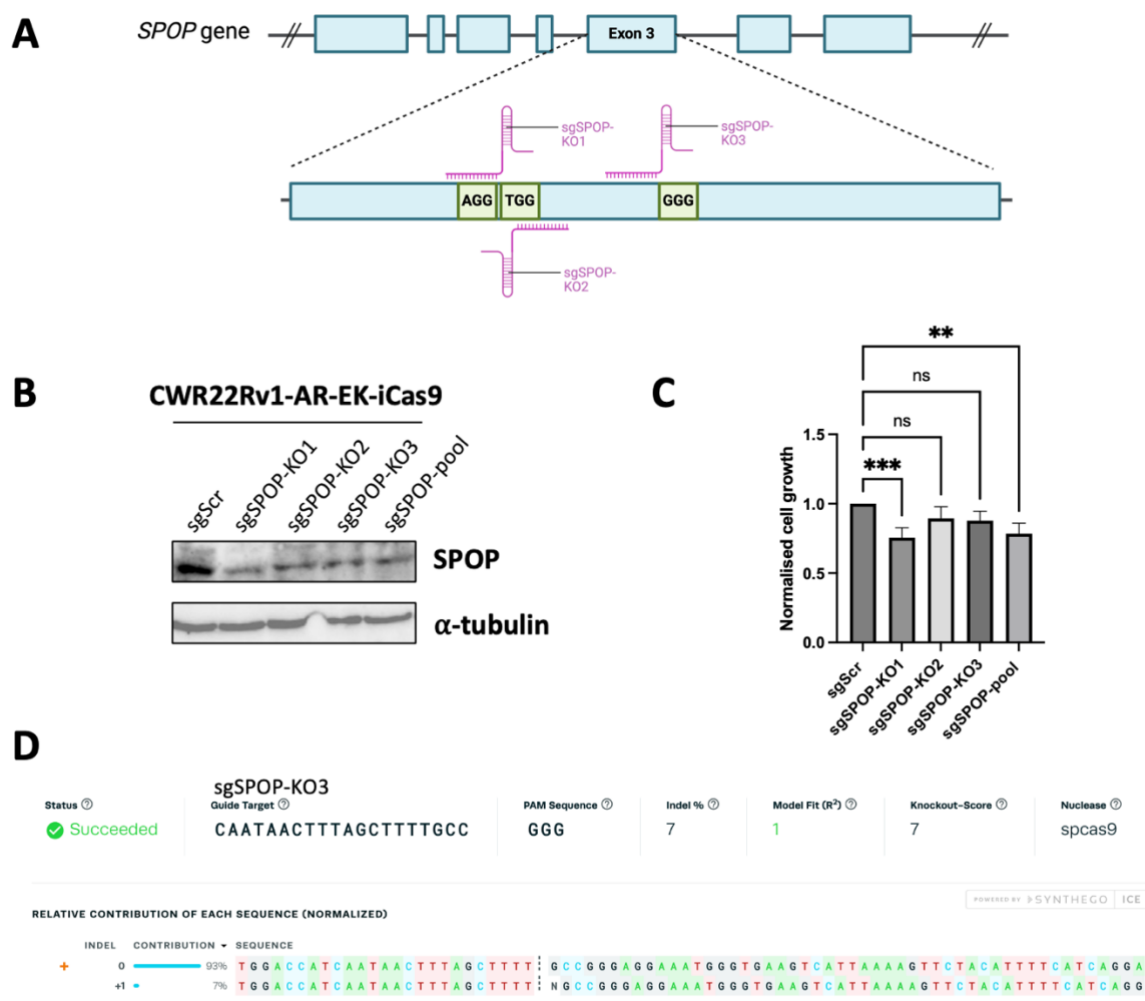 A
SPOP gene
Exon 3
sgSPOP-
KO1
sgSPOP-
KO3
AGG
TGG
GGG
sgSPOP-
KO2
B
CWR22Rv1-AR-EK-iCas9
sgScr
sgSPOP-KO1
sgSPOP-KO2
sgSPOP-KO3
sgSPOP-pool
SPOP
α-tubulin
C
**
ns
ns
***
1.5
1.0
0.5
0.0
Normalised cell growth
sgScr
sgSPOP-KO1
sgSPOP-KO2
sgSPOP-KO3
sgSPOP-pool
D
sgSPOP-KO3
Status ? Guide Target ? PAM Sequence ? Indel % ? Model Fit (R²) ? Knockout-Score ? Nuclease ?
Succeeded CAATAACTTTAGCTTTTGCC GGG 7 1 7 spcas9
POWERED BY SYNTHEGO ICE
RELATIVE CONTRIBUTION OF EACH SEQUENCE (NORMALIZED)
INDEL CONTRIBUTION SEQUENCE
+ 0 93% TGGACCATCAATAACTTTAGCTTTT GCCGGGAGGAAATGGGTGAAGTCATTAAAAGTTCTACATTTTCATCAGGA
+1 7% TGGACCATCAATAACTTTAGCTTTT NGCCGGGAGGAAATGGGTGAAGTCATTAAAAGTTCTACATTTTCATCAGG